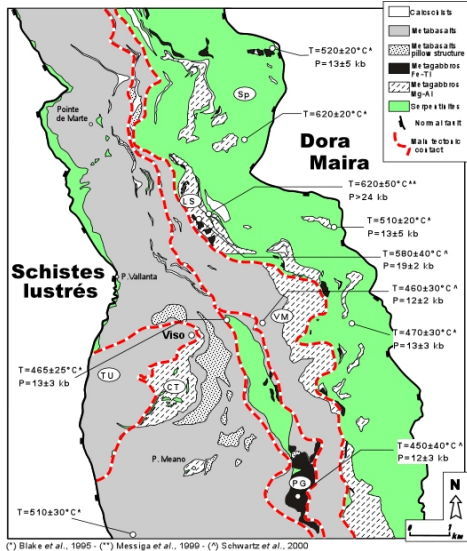 Calcschists
Metabasalts
Metabasalts
pillow structure
Metagabbros
Fe-Ti
Metagabbros
Mg-Al
Serpentinites
Normal fault
Main tectonic
contact
T=520±20°C*
P=13±5 kb
Sp
T=620±20°C*
Pointe
de Marte
Dora
Maira
T=620±50°C**
P>24 kb
LS
T=510±20°C*
P=13±5 kb
T=580±40°C^
P=19±2 kb
Schistes
lustrés
P. Vallanta
T=460±30°C^
P=12±2 kb
VM
Viso
T=470±30°C*
P=13±3 kb
T=465±25°C*
P=13±3 kb
TU
CT
T=450±40°C^
P=12±3 kb
P. Meano
PG
N
T=510±30°C*
0 1
km
(*) Blake et al., 1995 - (**) Messiga et al., 1999 - (^) Schwartz et al., 2000